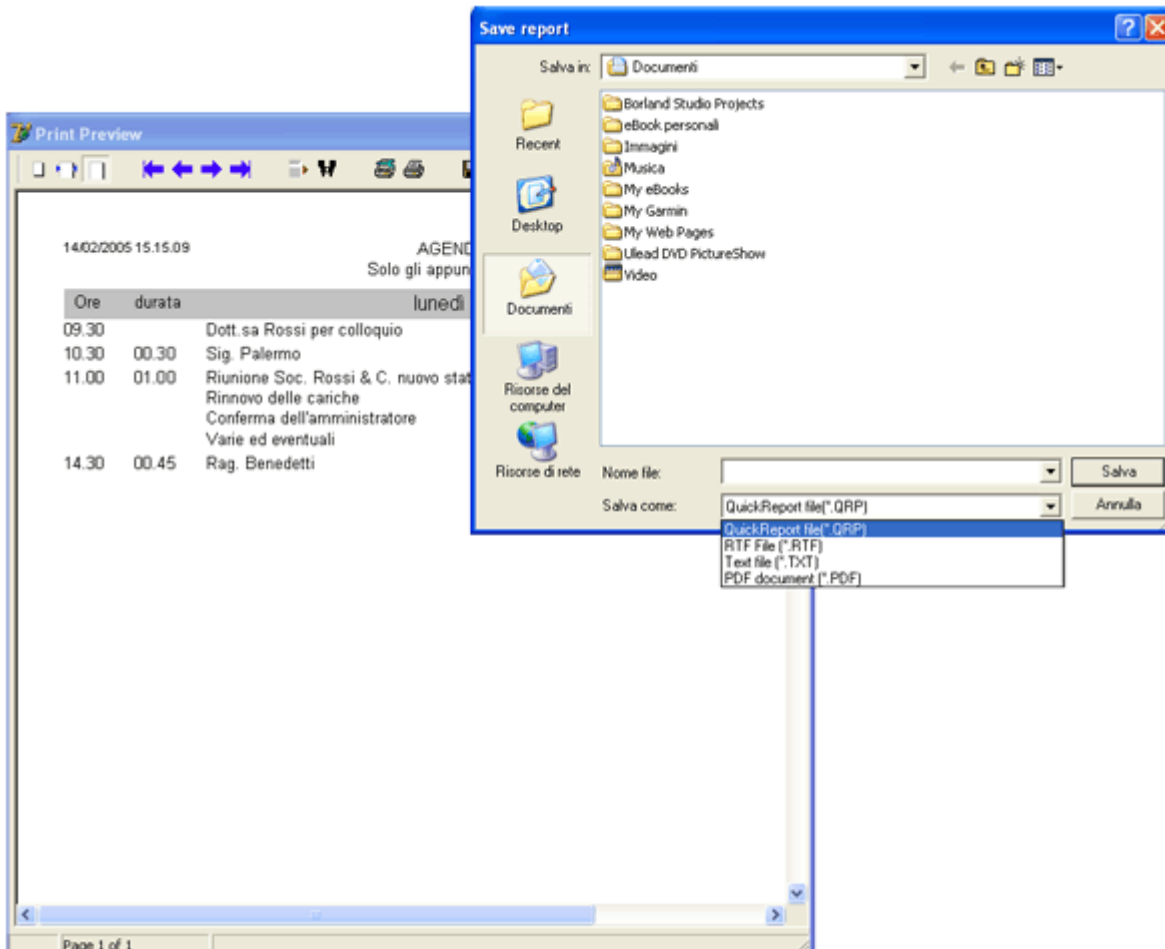 Save report
Salva in: Documenti
Borland Studio Projects
eBook personali
Immagini
Musica
My eBooks
My Garmin
My Web Pages
Ulead DVD PictureShow
Video
Recent
Desktop
Documenti
Risorse del
computer
Risorse di rete
Nome file:
Salva
Salva come: QuickReport file(*.QRP)
Annulla
QuickReport file(*.QRP)
RTF File (*.RTF)
Text file (*.TXT)
PDF document (*.PDF)
Print Preview
14/02/2005 15.15.09
Solo gli
Ore durata lunedì
09.30 Dott.sa Rossi per colloquio
10.30 00.30 Sig. Palermo
11.00 01.00 Riunione Soc. Rossi & C. nuovo
Rinnovo delle cariche
Conferma dell'amministratore
Varie ed eventuali
14.30 00.45 Rag. Benedetti
Page 1 of 1